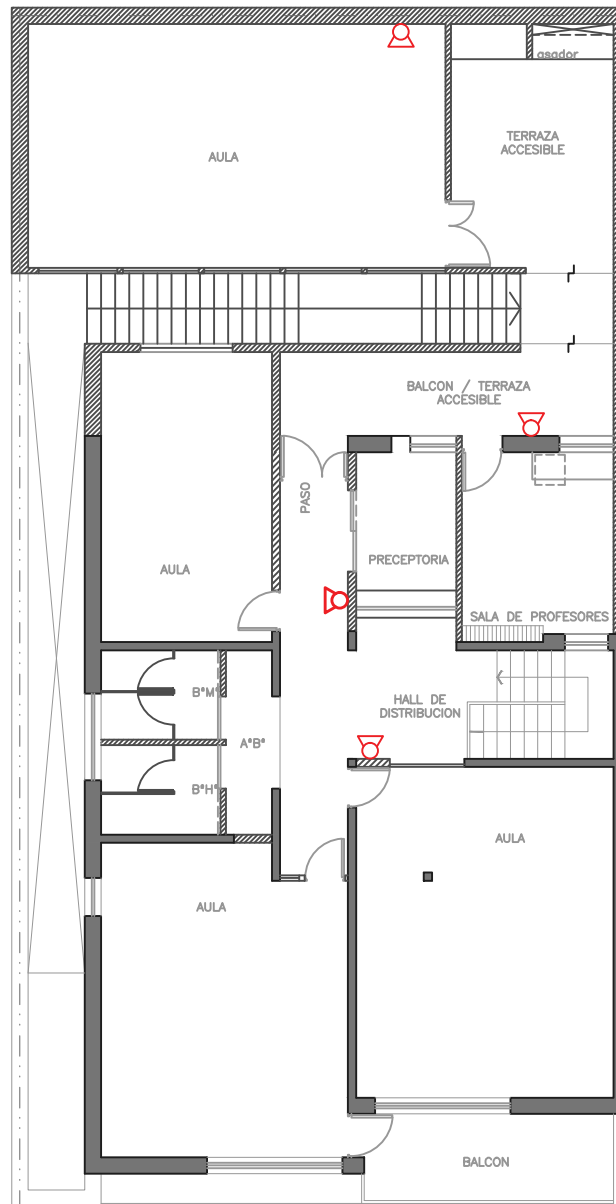 asador
TERRAZA
ACCESIBLE
AULA
BALCON / TERRAZA
ACCESIBLE
PASO
PRECEPTORIA
AULA
SALA DE PROFESORES
B°M°
HALL DE
DISTRIBUCION
A°B°
B°H°
AULA
AULA
BALCON